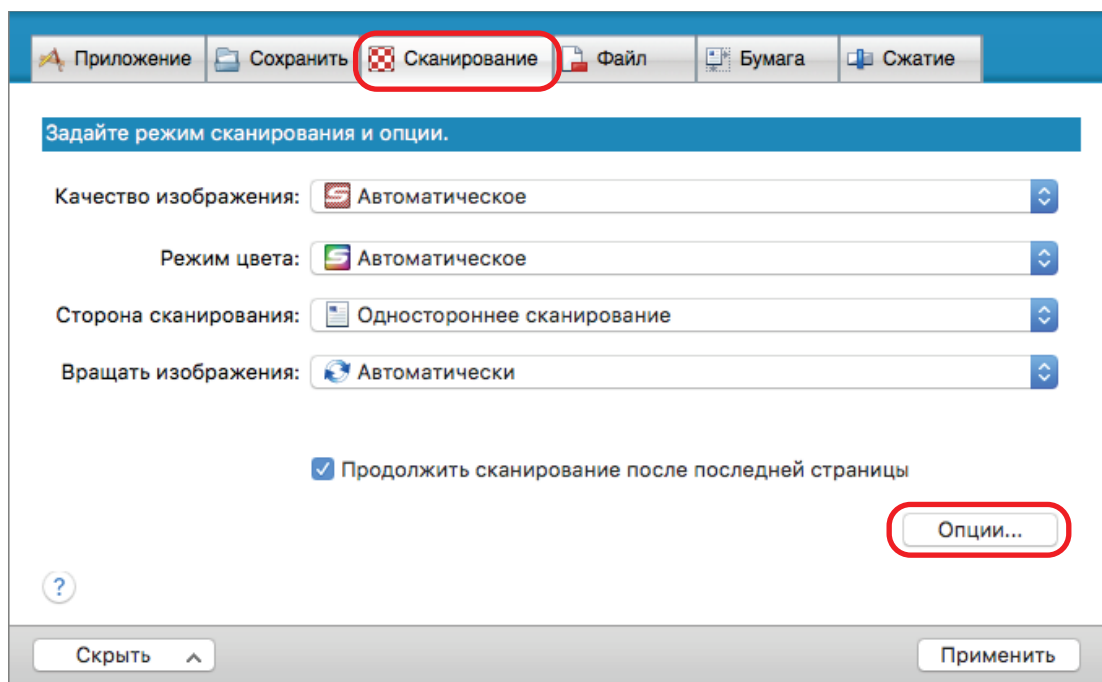 Приложение Сохранить Сканирование Файл Бумага Сжатие
Задайте режим сканирования и опции.
Качество изображения: Автоматическое
Режим цвета: Автоматическое
Сторона сканирования: Одностороннее сканирование
Вращать изображения: Автоматически
Продолжить сканирование после последней страницы
Опции...
?
Скрыть Применить